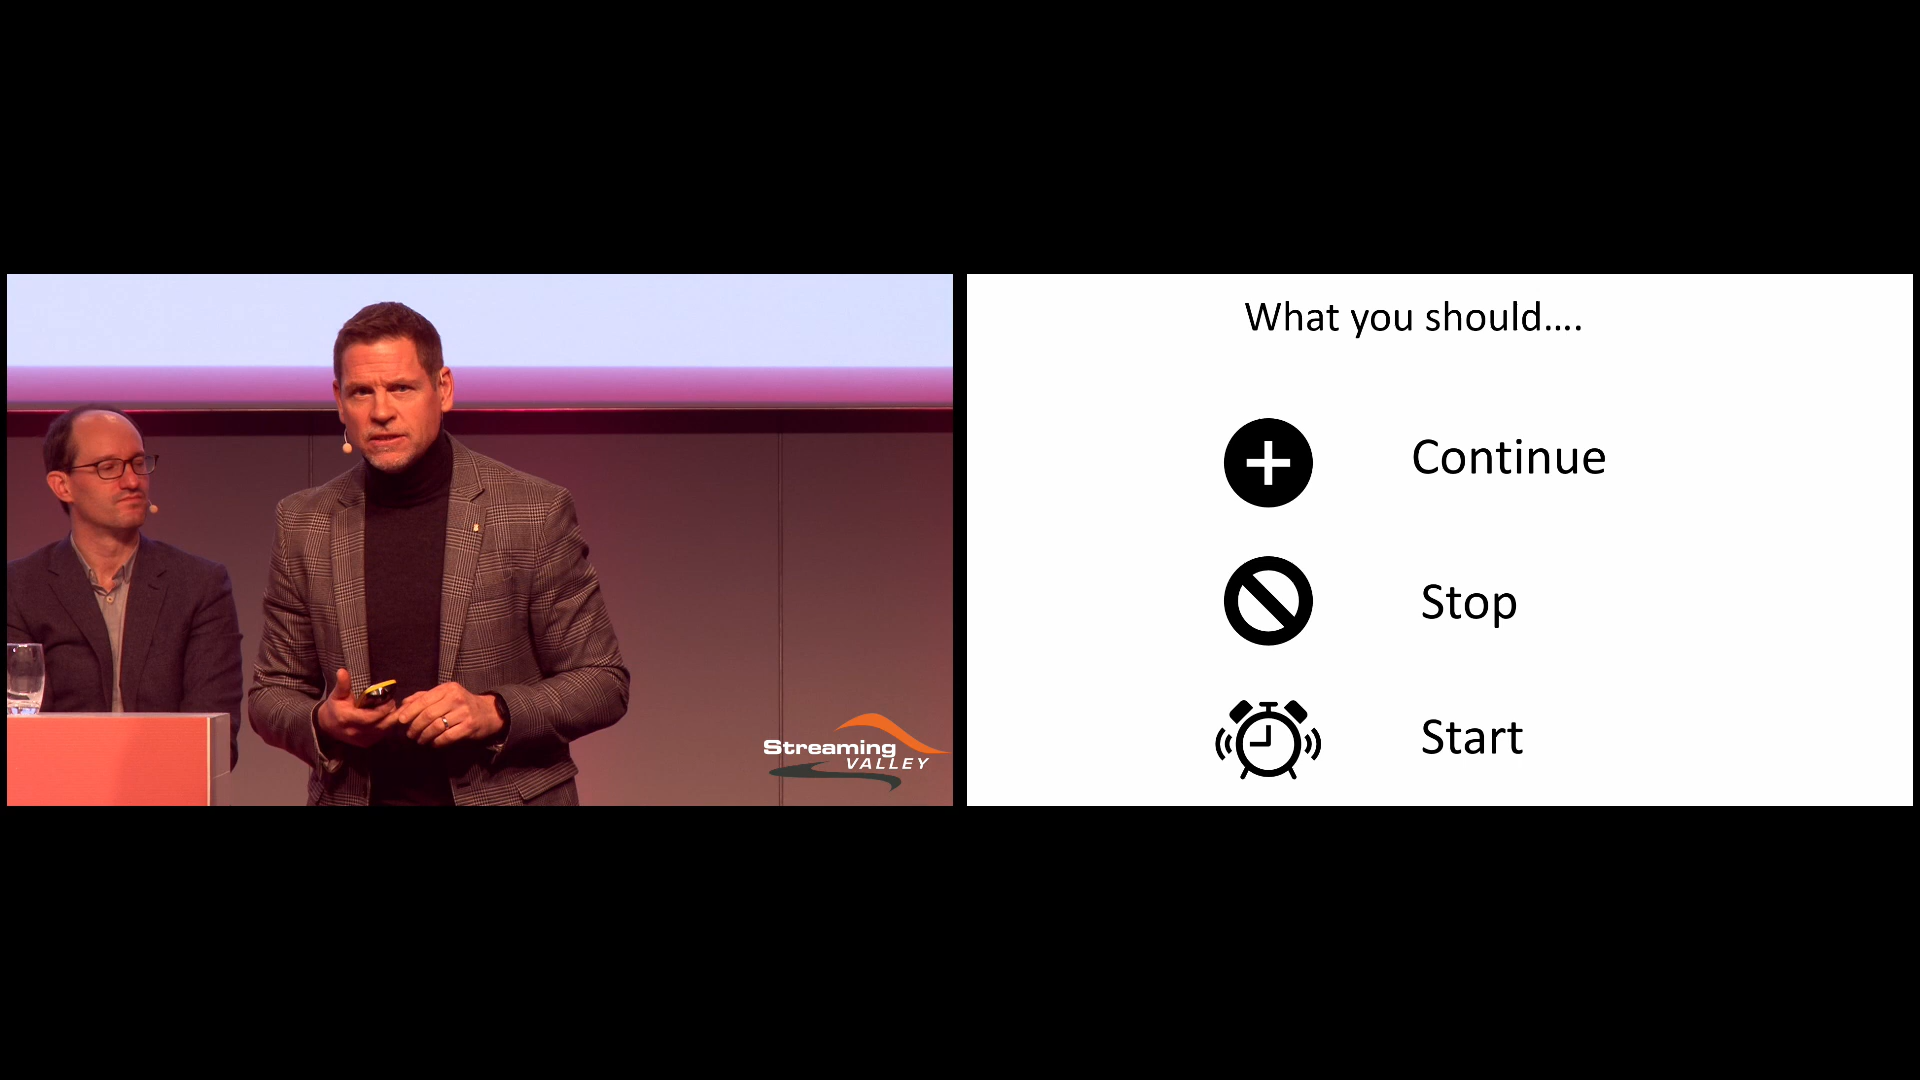 Streaming
VALLEY
What you should....
Continue
Stop
Start